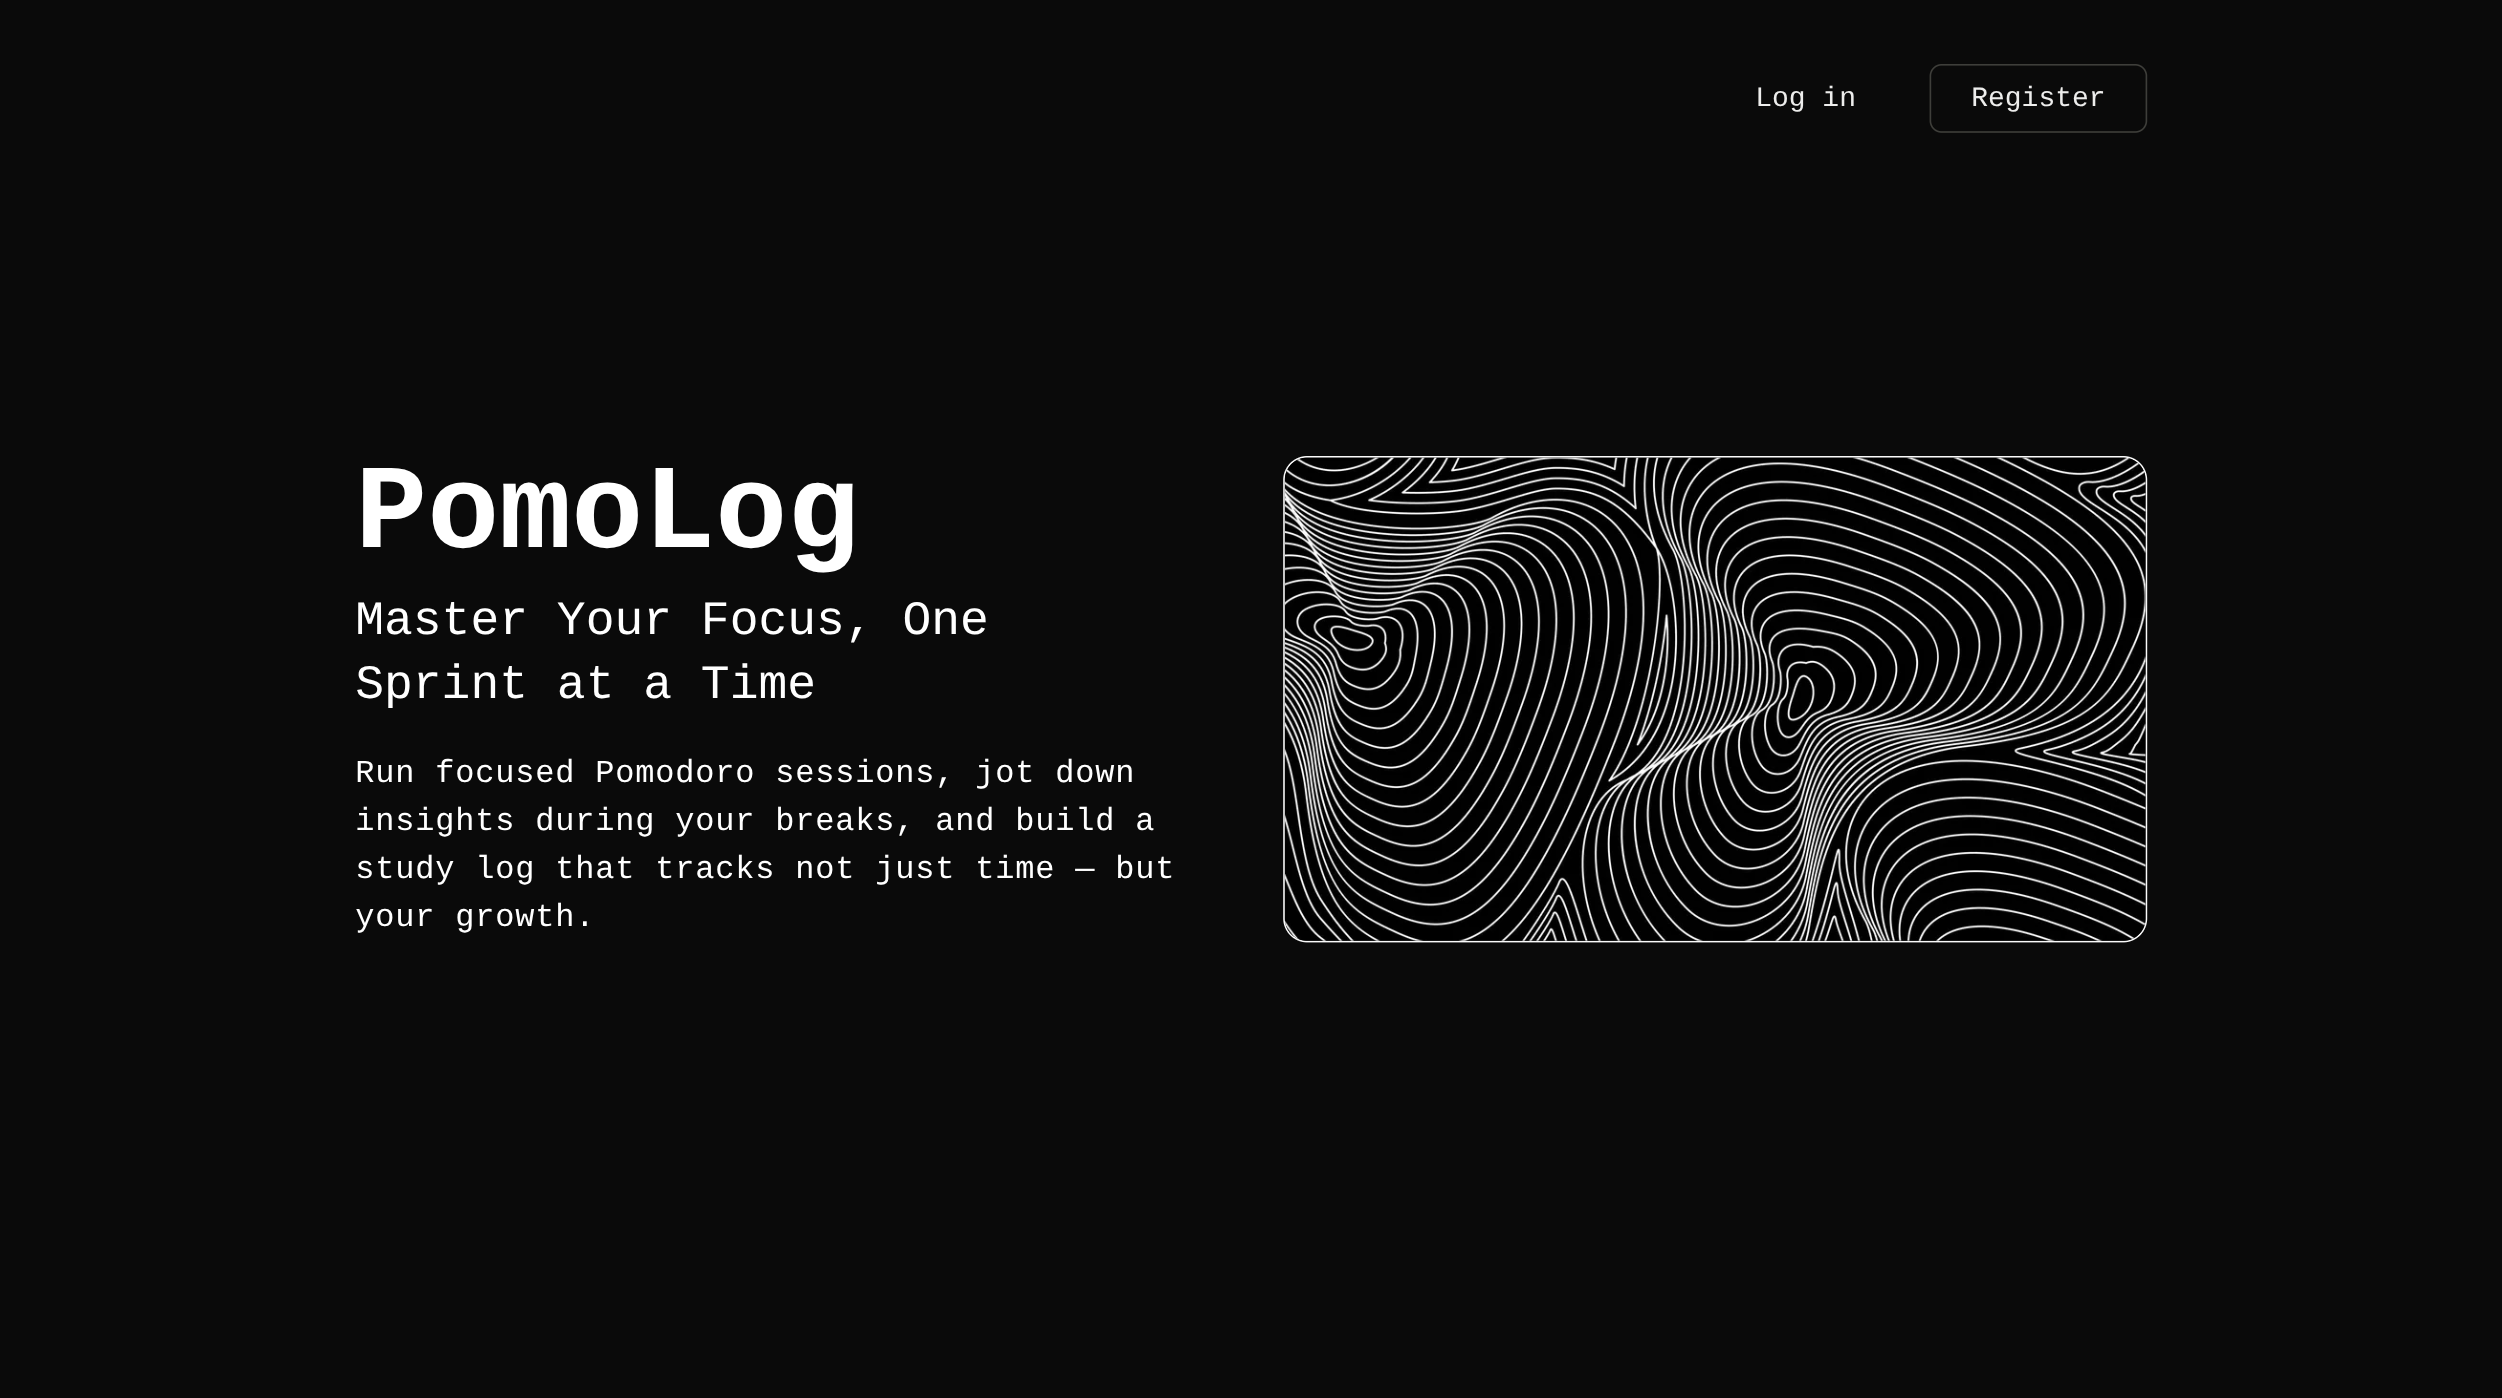 Log in
Register
PomoLog
Master Your Focus, One
Sprint at a Time
Run focused Pomodoro sessions, jot down
insights during your breaks, and build a
study log that tracks not just time — but
your growth.